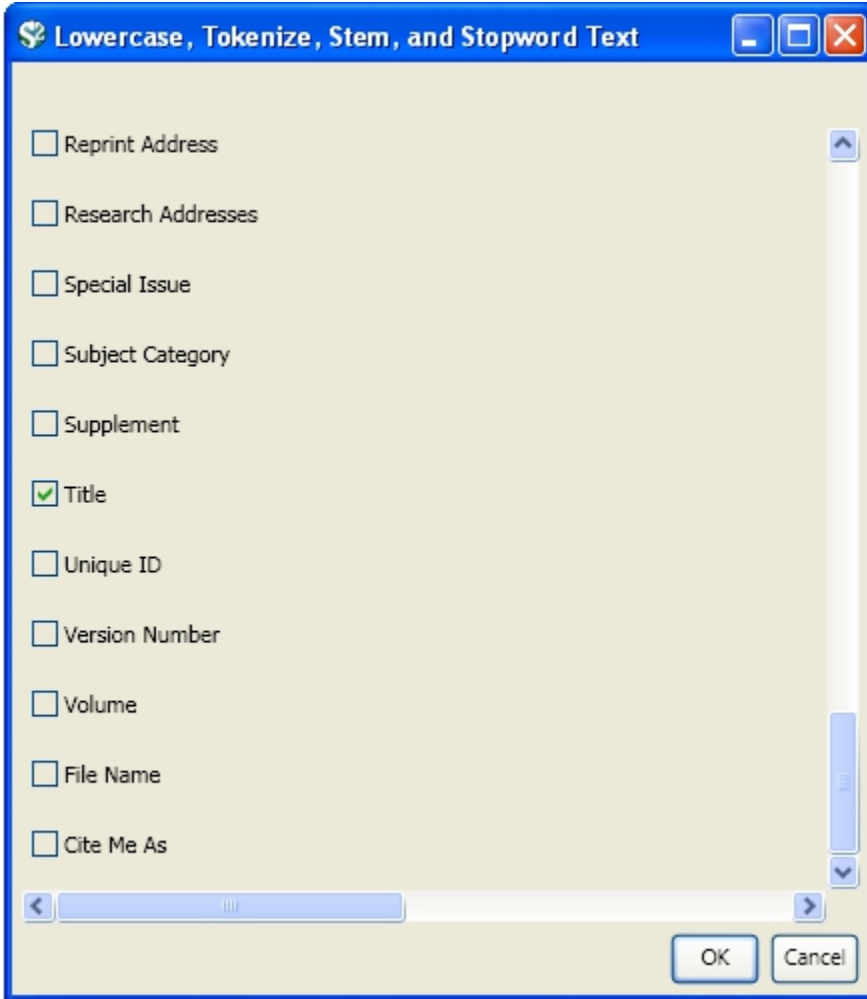 Lowercase, Tokenize, Stem, and Stopword Text
Reprint Address
Research Addresses
Special Issue
Subject Category
Supplement
Title
Unique ID
Version Number
Volume
File Name
Cite Me As
OK
Cancel